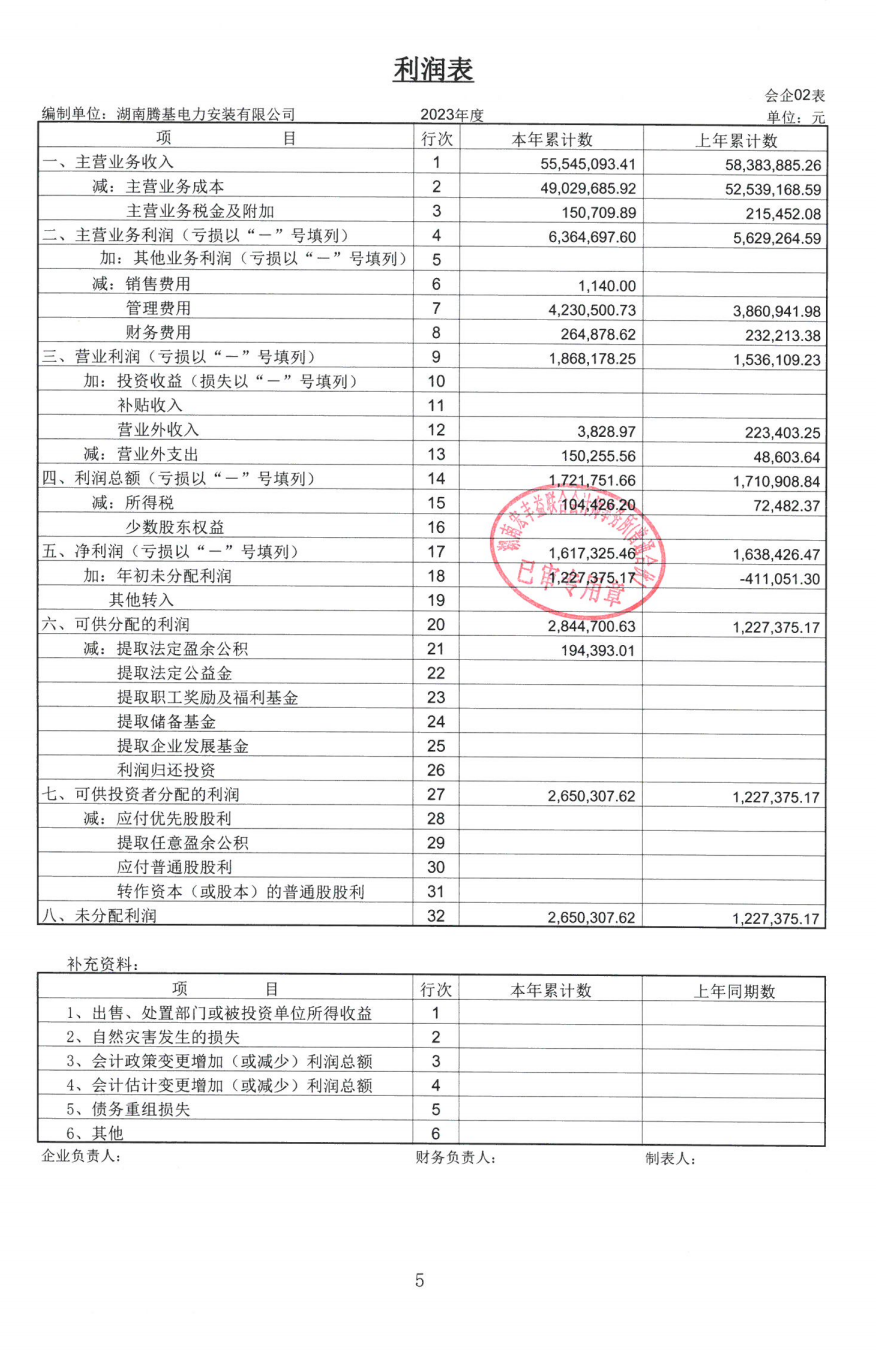 利润表
会企02表
编制单位：湖南腾基电力安装有限公司 2023年度 单位：元
项 目 行次 本年累计数 上年累计数
一、主营业务收入 1 55,545,093.41 58,383,885.26
减：主营业务成本 2 49,029,685.92 52,539,168.59
主营业务税金及附加 3 150,709.89 215,452.08
二、主营业务利润（亏损以“－”号填列） 4 6,364,697.60 5,629,264.59
加：其他业务利润（亏损以“－”号填列） 5
减：销售费用 6 1,140.00
管理费用 7 4,230,500.73 3,860,941.98
财务费用 8 264,878.62 232,213.38
三、营业利润（亏损以“－”号填列） 9 1,868,178.25 1,536,109.23
加：投资收益（损失以“－”号填列） 10
补贴收入 11
营业外收入 12 3,828.97 223,403.25
减：营业外支出 13 150,255.56 48,603.64
四、利润总额（亏损以“－”号填列） 14 1,721,751.66 1,710,908.84
减：所得税 15 104,426.20 72,482.37
少数股东权益 16
五、净利润（亏损以“－”号填列） 17 1,617,325.46 1,638,426.47
加：年初未分配利润 18 1,227,375.17 -411,051.30
其他转入 19
六、可供分配的利润 20 2,844,700.63 1,227,375.17
减：提取法定盈余公积 21 194,393.01
提取法定公益金 22
提取职工奖励及福利基金 23
提取储备基金 24
提取企业发展基金 25
利润归还投资 26
七、可供投资者分配的利润 27 2,650,307.62 1,227,375.17
减：应付优先股股利 28
提取任意盈余公积 29
应付普通股股利 30
转作资本（或股本）的普通股股利 31
八、未分配利润 32 2,650,307.62 1,227,375.17
湖南宏丰益联合会计师事务所(普通合伙)
已审专用章
补充资料：
项 目 行次 本年累计数 上年同期数
1、出售、处置部门或被投资单位所得收益 1
2、自然灾害发生的损失 2
3、会计政策变更增加（或减少）利润总额 3
4、会计估计变更增加（或减少）利润总额 4
5、债务重组损失 5
6、其他 6
企业负责人： 财务负责人： 制表人：
5